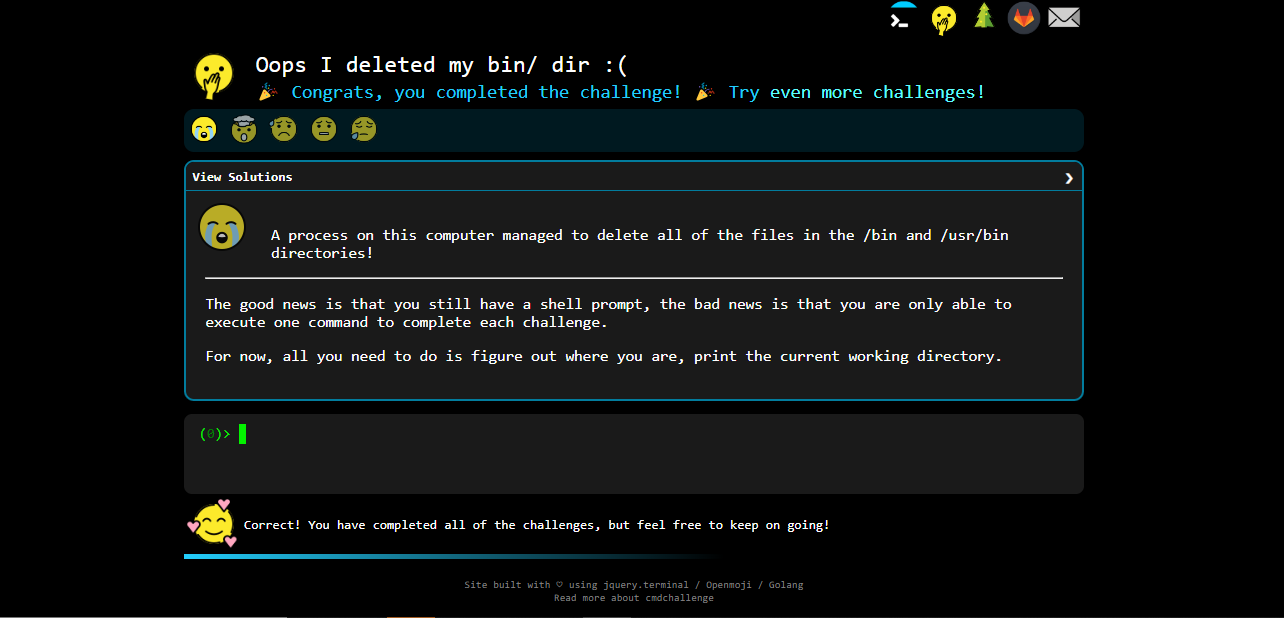 Oops I deleted my bin/ dir :(
Congrats, you completed the challenge! Try even more challenges!
View Solutions
A process on this computer managed to delete all of the files in the /bin and /usr/bin
directories!
The good news is that you still have a shell prompt, the bad news is that you are only able to
execute one command to complete each challenge.
For now, all you need to do is figure out where you are, print the current working directory.
(0)>
Correct! You have completed all of the challenges, but feel free to keep on going!
Site built with ♡ using jquery.terminal / Openmoji / Golang
Read more about cmdchallenge